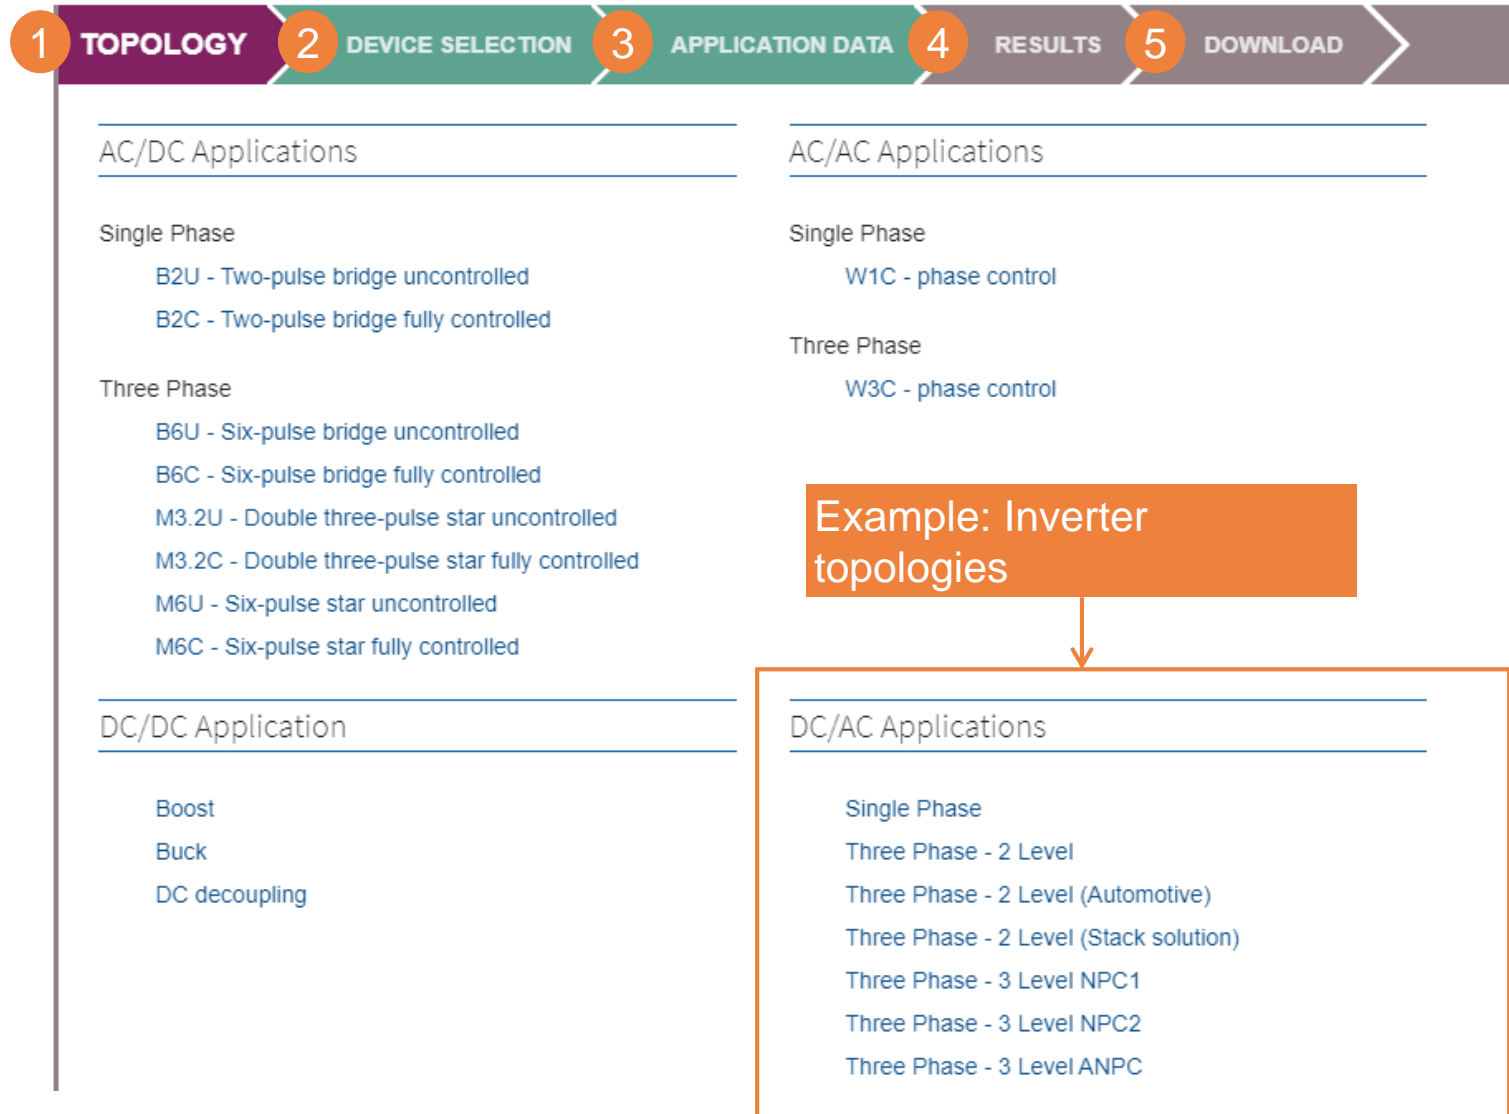 1 TOPOLOGY 2 DEVICE SELECTION 3 APPLICATION DATA 4 RESULTS 5 DOWNLOAD
AC/DC Applications
Single Phase
B2U - Two-pulse bridge uncontrolled
B2C - Two-pulse bridge fully controlled
Three Phase
B6U - Six-pulse bridge uncontrolled
B6C - Six-pulse bridge fully controlled
M3.2U - Double three-pulse star uncontrolled
M3.2C - Double three-pulse star fully controlled
M6U - Six-pulse star uncontrolled
M6C - Six-pulse star fully controlled
AC/AC Applications
Single Phase
W1C - phase control
Three Phase
W3C - phase control
Example: Inverter
topologies
DC/DC Application
Boost
Buck
DC decoupling
DC/AC Applications
Single Phase
Three Phase - 2 Level
Three Phase - 2 Level (Automotive)
Three Phase - 2 Level (Stack solution)
Three Phase - 3 Level NPC1
Three Phase - 3 Level NPC2
Three Phase - 3 Level ANPC